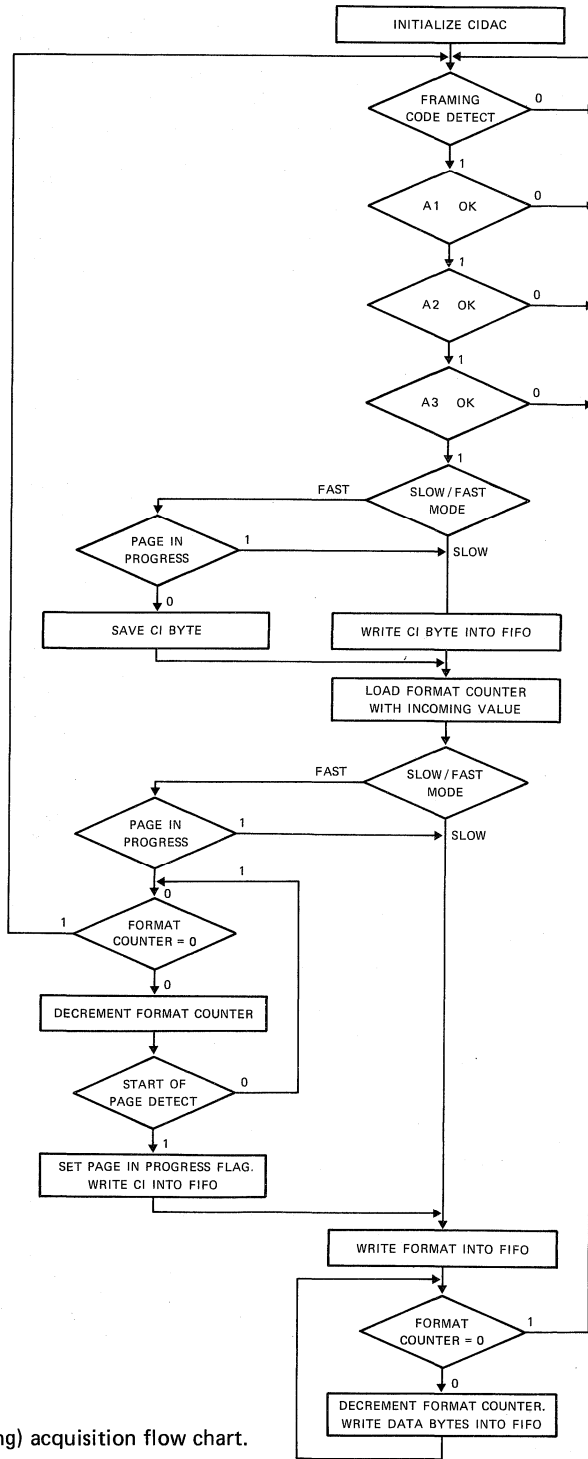 INITIALIZE CIDAC
FRAMING
CODE DETECT
0
1
A1 OK
0
1
A2 OK
0
1
A3 OK
0
1
FAST
SLOW/FAST
MODE
PAGE IN
PROGRESS
1
SLOW
0
SAVE CI BYTE
WRITE CI BYTE INTO FIFO
LOAD FORMAT COUNTER
WITH INCOMING VALUE
FAST
SLOW/FAST
MODE
PAGE IN
PROGRESS
1
SLOW
1
0
1
FORMAT
COUNTER = 0
0
DECREMENT FORMAT COUNTER
START OF
PAGE DETECT
0
1
SET PAGE IN PROGRESS FLAG.
WRITE CI INTO FIFO
WRITE FORMAT INTO FIFO
FORMAT
COUNTER = 0
1
0
DECREMENT FORMAT COUNTER.
WRITE DATA BYTES INTO FIFO
ng) acquisition flow chart.